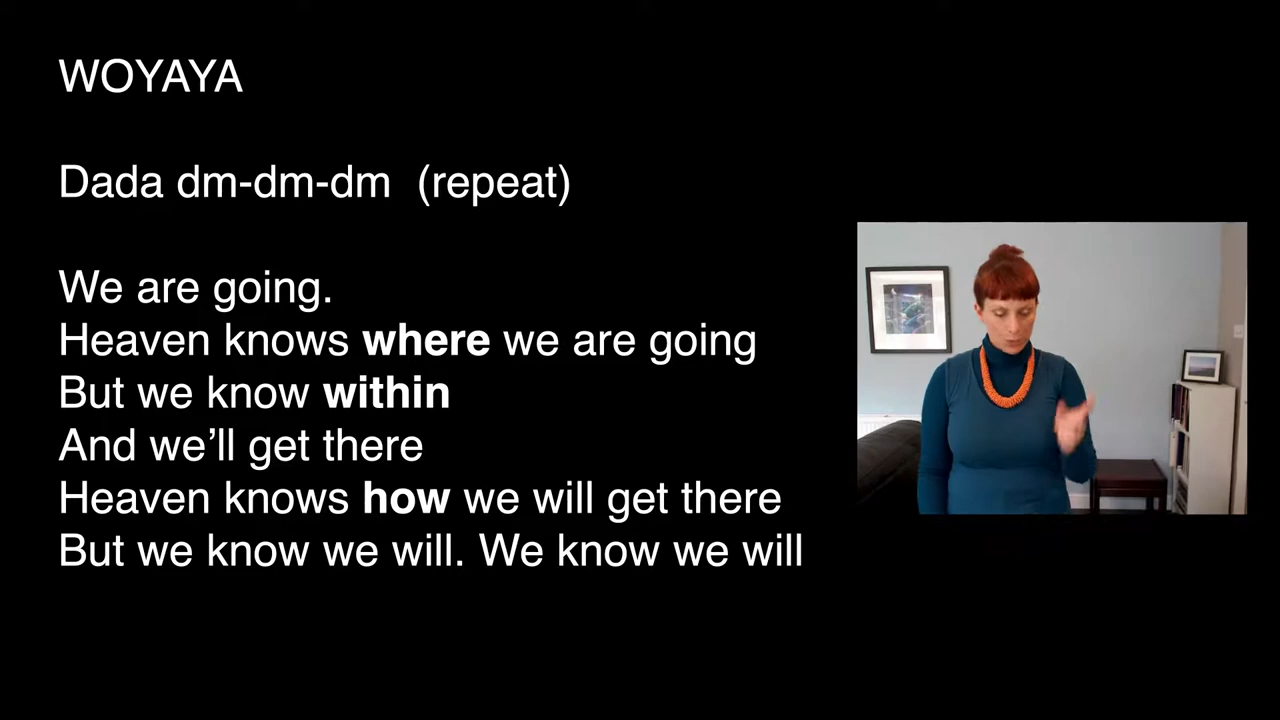 WOYAYA
Dada dm-dm-dm (repeat)
We are going.
Heaven knows where we are going
But we know within
And we’ll get there
Heaven knows how we will get there
But we know we will. We know we will